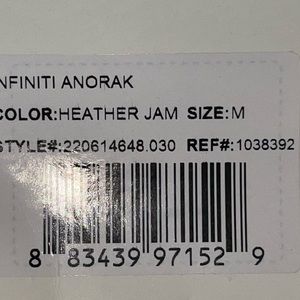 NFINITI ANORAK
COLOR:HEATHER JAM SIZE:M
STYLE#:220614648.030 REF#:1038392
8 83439 97152 9